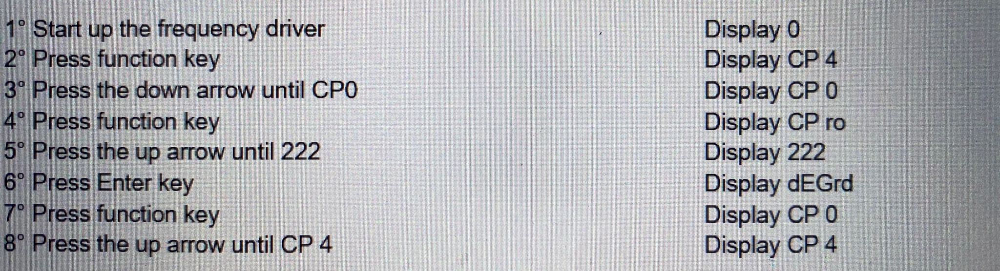 1° Start up the frequency driver Display 0
2° Press function key Display CP 4
3° Press the down arrow until CP0 Display CP 0
4° Press function key Display CP ro
5° Press the up arrow until 222 Display 222
6° Press Enter key Display dEGrd
7° Press function key Display CP 0
8° Press the up arrow until CP 4 Display CP 4